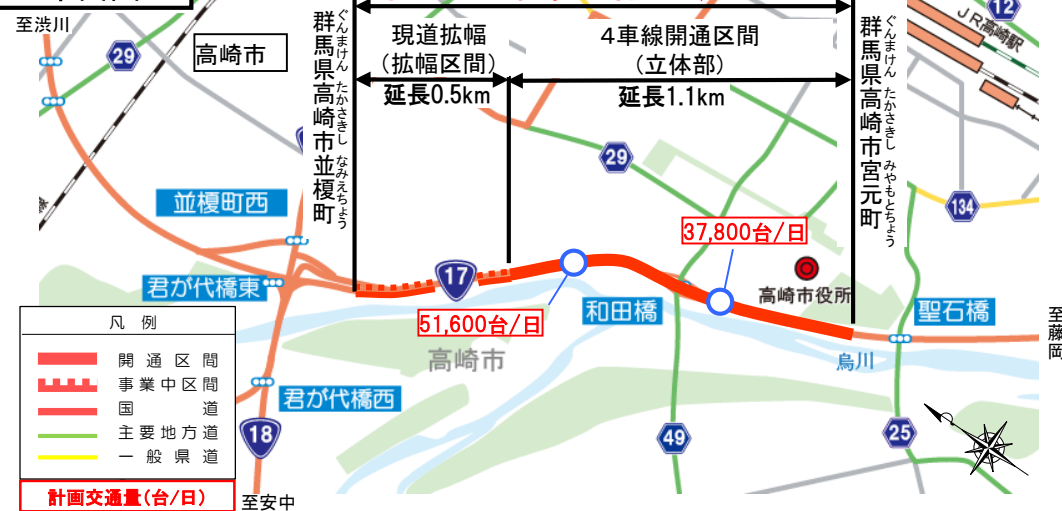 至渋川
高崎市
29
群馬県高崎市並榎町
ぐんまけん たかさきし なみえちょう
現道拡幅
(拡幅区間)
延長0.5km
4車線開通区間
(立体部)
延長1.1km
群馬県高崎市宮元町
ぐんまけん たかさきし みやもとちょう
12
JR高崎駅
29
134
並榎町西
37,800台/日
17
君が代橋東
高崎市役所
和田橋
聖石橋
51,600台/日
至藤岡
高崎市
烏川
凡 例
開通区間
事業中区間
国道
主要地方道
一般県道
計画交通量(台/日)
君が代橋西
18
49
25
至安中